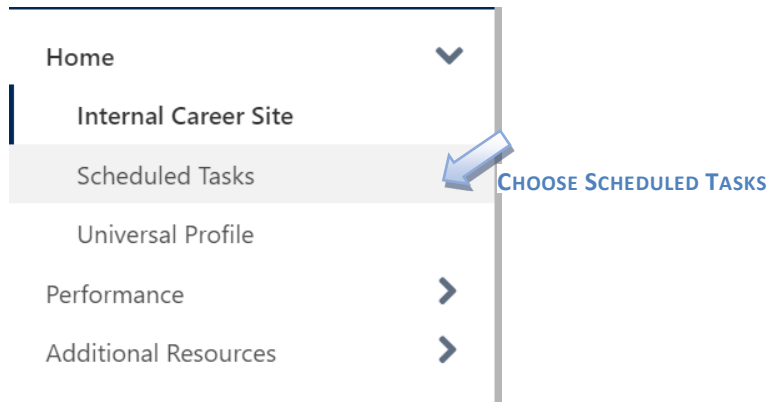 Home
Internal Career Site
Scheduled Tasks
CHOOSE SCHEDULED TASKS
Universal Profile
Performance
Additional Resources